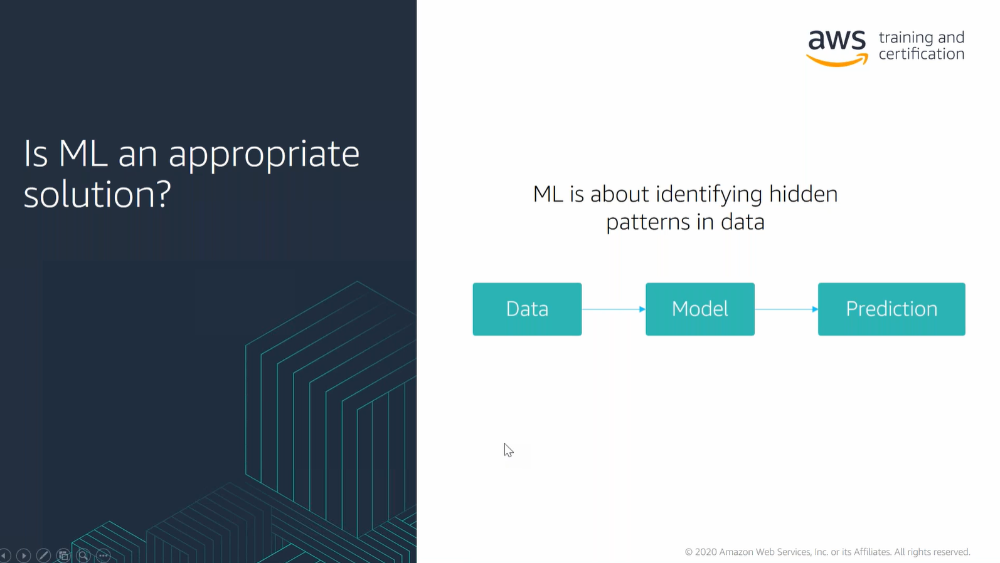 aws training and
certification
Is ML an appropriate
solution?
ML is about identifying hidden
patterns in data
Data
Model
Prediction
© 2020 Amazon Web Services, Inc. or its Affiliates. All rights reserved.